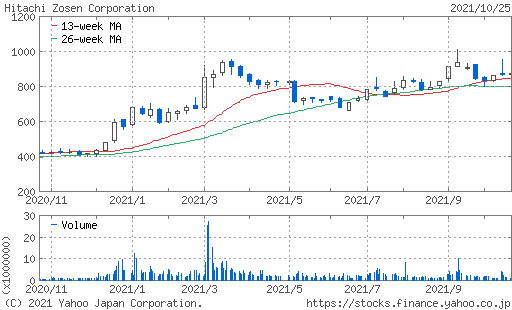 Hitachi Zosen Corporation 2021/10/25
1200
13-week MA
26-week MA
1000
800
600
400
200
2020/11 2021/1 2021/3 2021/5 2021/7 2021/9
30
Volume
20
10
0
(x1000000)
2020/11 2021/1 2021/3 2021/5 2021/7 2021/9
(C) 2021 Yahoo Japan Corporation. https://stocks.finance.yahoo.co.jp